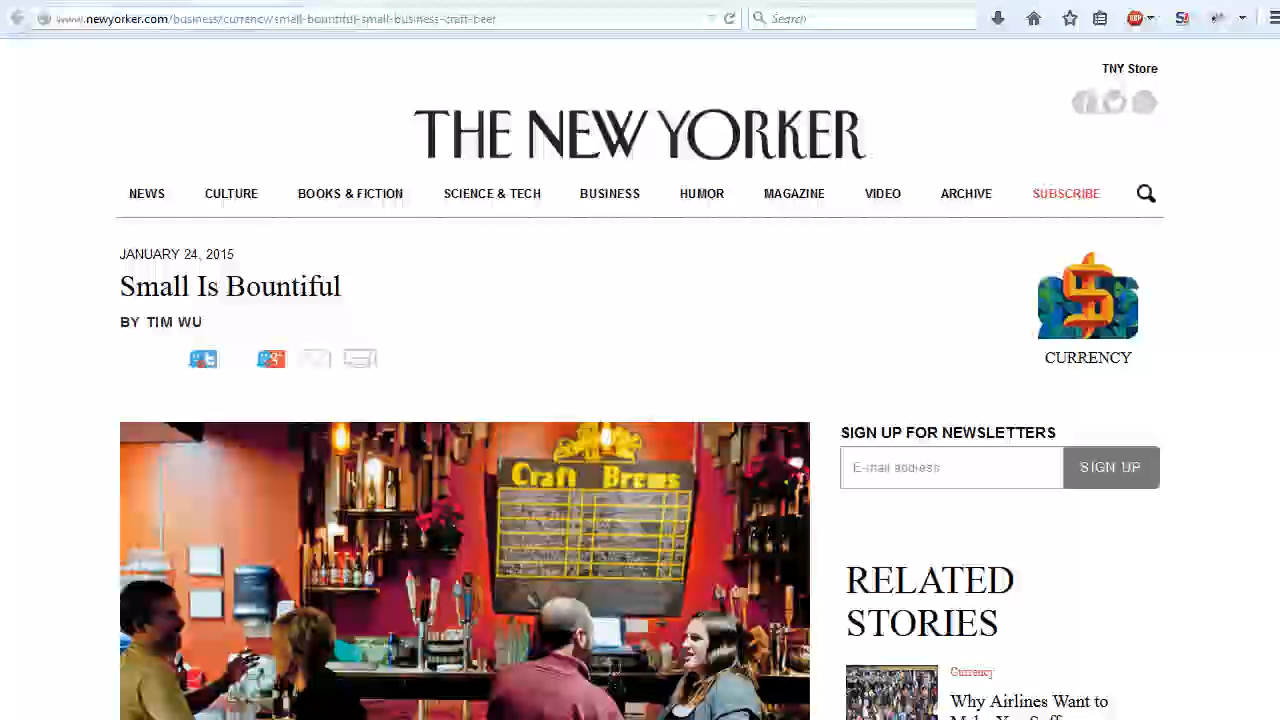 www.newyorker.com/business/currency/small-bountiful-small-business-craft-beer
Search
TNY Store
THE NEW YORKER
NEWS CULTURE BOOKS & FICTION SCIENCE & TECH BUSINESS HUMOR MAGAZINE VIDEO ARCHIVE SUBSCRIBE
JANUARY 24, 2015
Small Is Bountiful
BY TIM WU
CURRENCY
SIGN UP FOR NEWSLETTERS
E-mail address
SIGN UP
Craft Brews
RELATED
STORIES
Currency
Why Airlines Want to